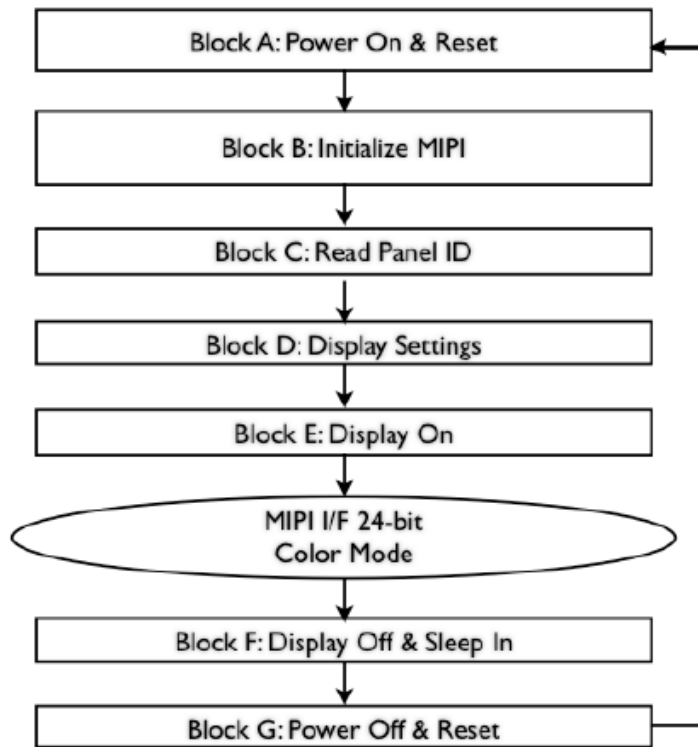 Block A: Power On & Reset
Block B: Initialize MIPI
Block C: Read Panel ID
Block D: Display Settings
Block E: Display On
MIPI I/F 24-bit
Color Mode
Block F: Display Off & Sleep In
Block G: Power Off & Reset